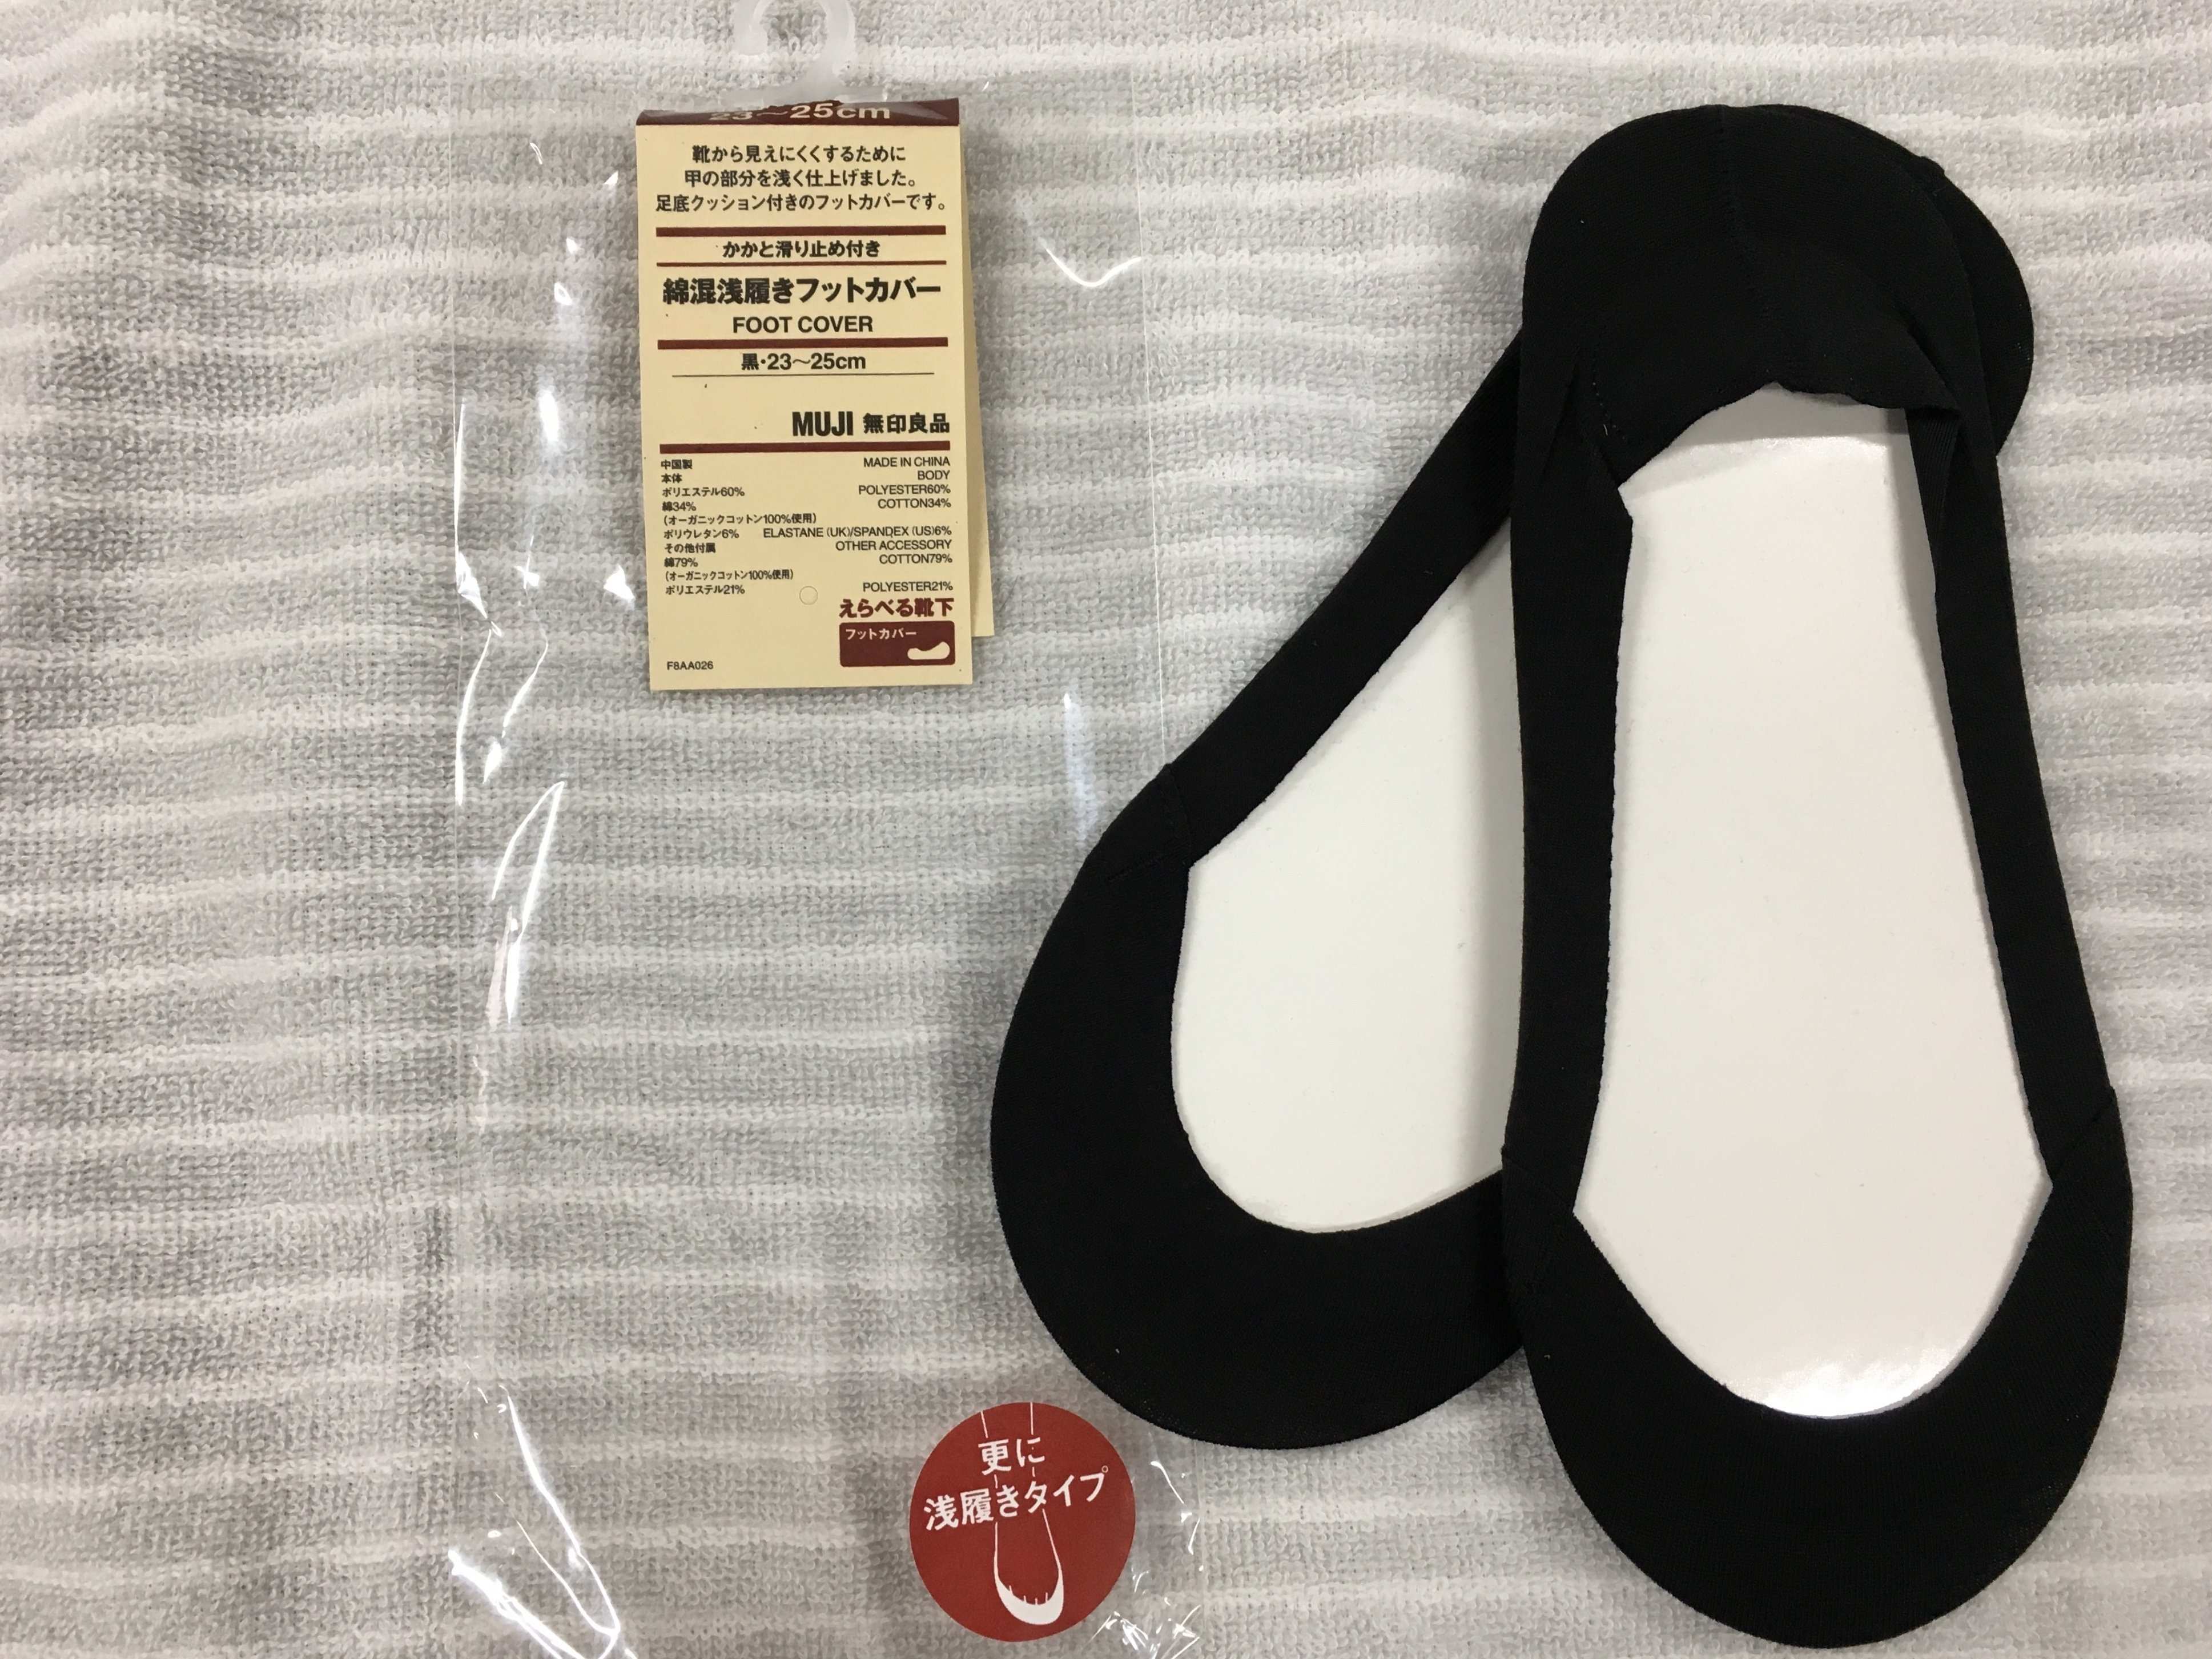 23～25cm
靴から見えにくくするために
甲の部分を浅く仕上げました。
足底クッション付きのフットカバーです。
かかと滑り止め付き
綿混浅履きフットカバー
FOOT COVER
黒・23～25cm
MUJI 無印良品
中国製 MADE IN CHINA
本体 BODY
ポリエステル60% POLYESTER60%
綿34% COTTON34%
（オーガニックコットン100%使用）
ポリウレタン6% ELASTANE (UK)/SPANDEX (US)6%
その他付属 OTHER ACCESSORY
綿79% COTTON79%
（オーガニックコットン100%使用）
ポリエステル21% POLYESTER21%
えらべる靴下
フットカバー
F8AA026
更に
浅履きタイプ